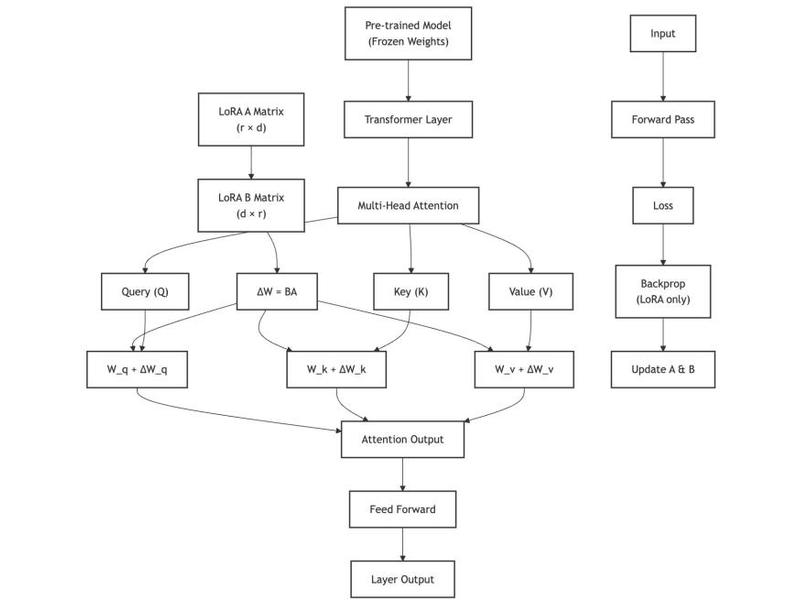 Pre-trained Model
(Frozen Weights)
Input
LoRA A Matrix
(r × d)
Transformer Layer
Forward Pass
LoRA B Matrix
(d × r)
Multi-Head Attention
Loss
Query (Q)
ΔW = BA
Key (K)
Value (V)
Backprop
(LoRA only)
W_q + ΔW_q
W_k + ΔW_k
W_v + ΔW_v
Update A & B
Attention Output
Feed Forward
Layer Output